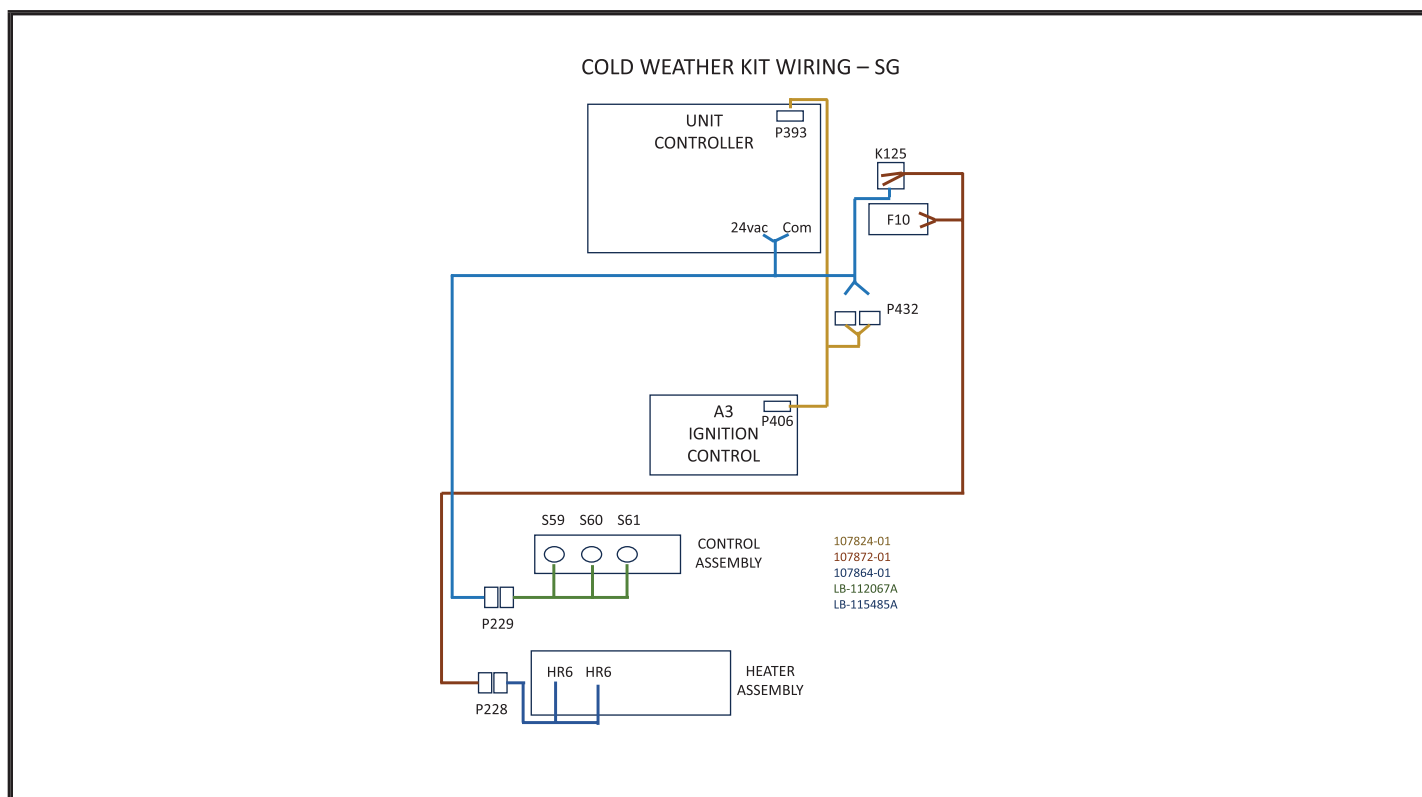 COLD WEATHER KIT WIRING – SG
UNIT
CONTROLLER
P393
K125
F10
24vac Com
P432
A3
IGNITION
CONTROL
P406
S59 S60 S61
CONTROL
ASSEMBLY
107824-01
107872-01
107864-01
LB-112067A
LB-115485A
P229
HR6 HR6
HEATER
ASSEMBLY
P228